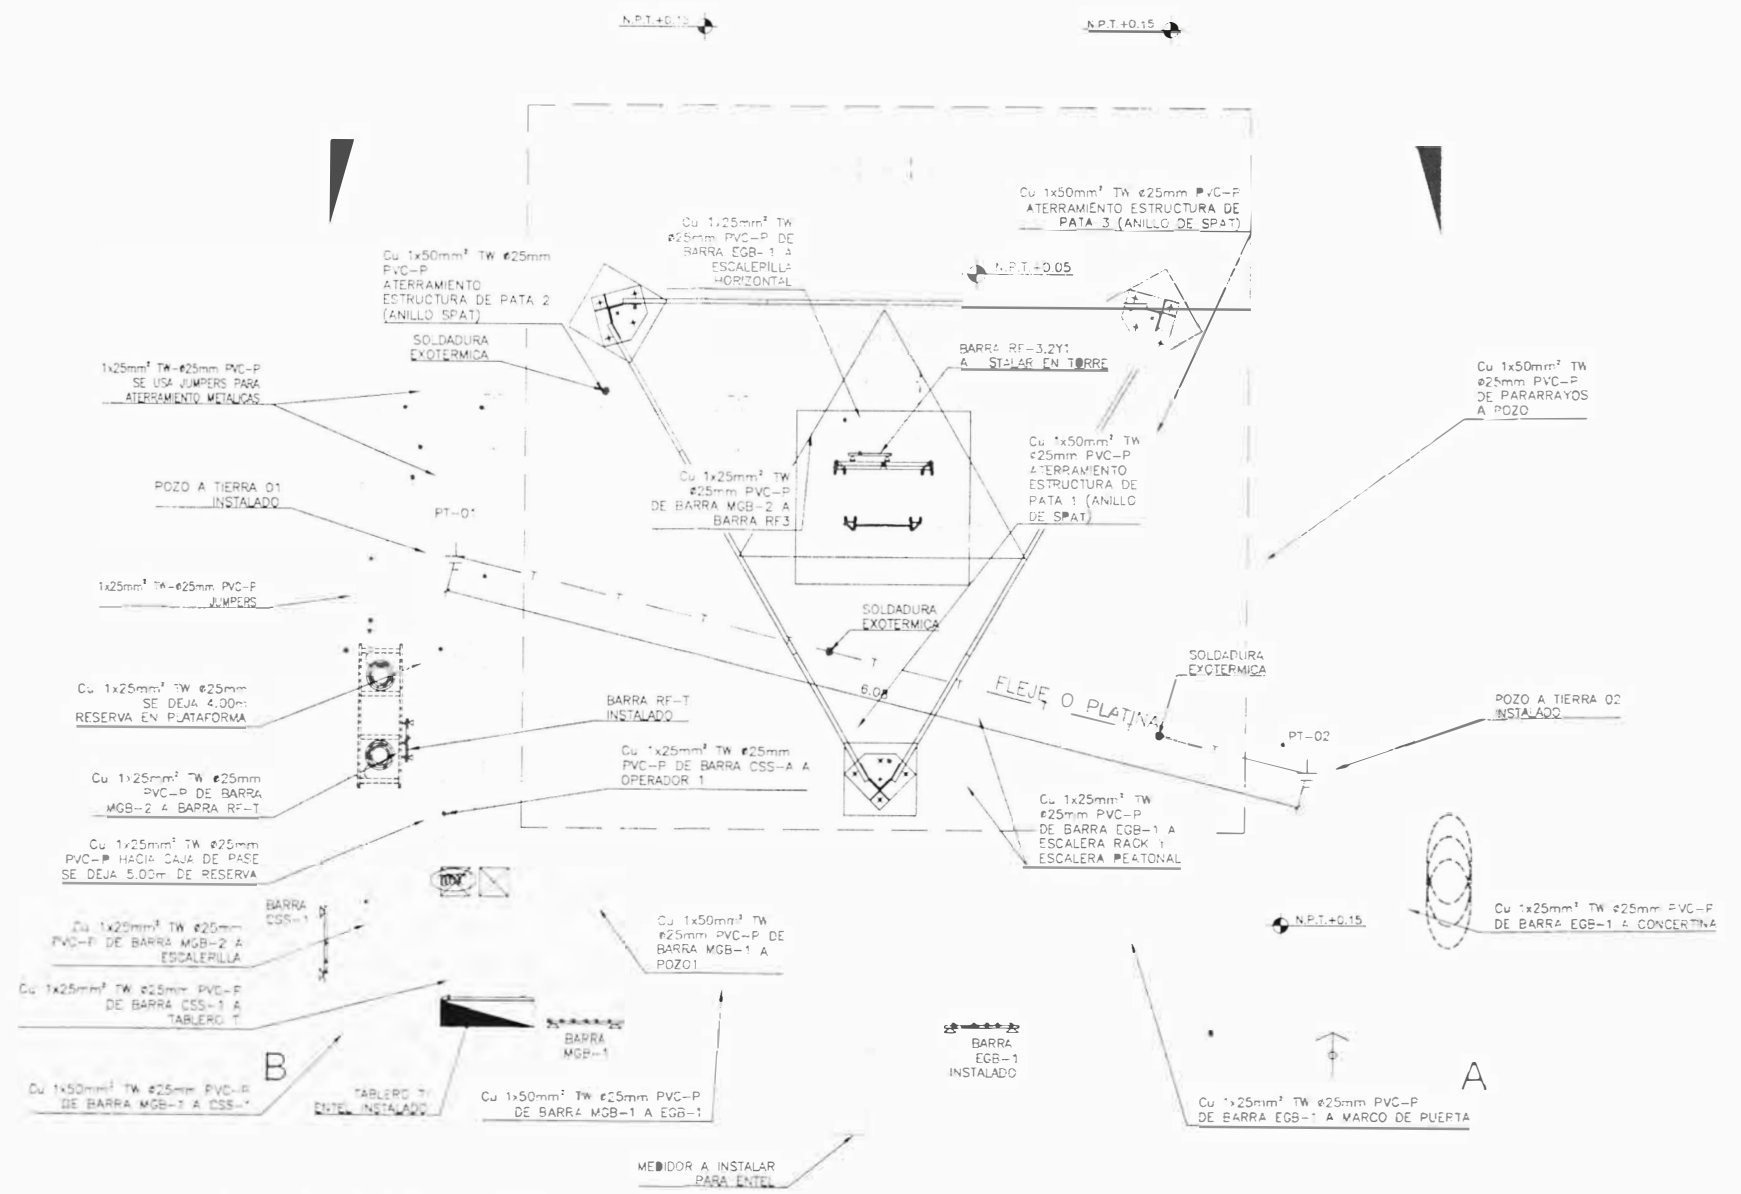 N.P.T.+0.15
N.P.T.+0.15
Cu 1x50mm² TW ø25mm PVC-P
ATERRAMIENTO ESTRUCTURA DE
PATA 3 (ANILLO DE SPAT)
Cu 1x25mm² TW
ø25mm PVC-P DE
BARRA EGB-1 A
ESCALERILLA
HORIZONTAL
Cu 1x50mm² TW ø25mm
PVC-P
ATERRAMIENTO
ESTRUCTURA DE PATA 2
(ANILLO SPAT)
N.P.T.+0.05
SOLDADURA
EXOTERMICA
BARRA RF-3,2Y1
A STALAR EN TORRE
1x25mm² TW-ø25mm PVC-P
SE USA JUMPERS PARA
ATERRAMIENTO METALICAS
Cu 1x50mm² TW
ø25mm PVC-P
DE PARARRAYOS
A POZO
Cu 1x50mm² TW
ø25mm PVC-P
ATERRAMIENTO
ESTRUCTURA DE
PATA 1 (ANILLO
DE SPAT)
Cu 1x25mm² TW
ø25mm PVC-P
DE BARRA MGB-2 A
BARRA RF3
POZO A TIERRA 01
INSTALADO
PT-01
T
T
T
1x25mm² TW-ø25mm PVC-P
JUMPERS
SOLDADURA
EXOTERMICA
T
T
6.08
FLEJE O PLATINA
T
SOLDADURA
EXOTERMICA
T
PT-02
POZO A TIERRA 02
INSTALADO
Cu 1x25mm² TW ø25mm
SE DEJA 4.00m
RESERVA EN PLATAFORMA
BARRA RF-T
INSTALADO
Cu 1x25mm² TW ø25mm
PVC-P DE BARRA CSS-A A
OPERADOR 1
Cu 1x25mm² TW ø25mm
PVC-P DE BARRA
MGB-2 A BARRA RF-T
Cu 1x25mm² TW
ø25mm PVC-P
DE BARRA EGB-1 A
ESCALERA RACK Y
ESCALERA PEATONAL
Cu 1x25mm² TW ø25mm
PVC-P HACIA CAJA DE PASE
SE DEJA 5.00m DE RESERVA
BARRA
CSS-1
Cu 1x25mm² TW ø25mm
PVC-P DE BARRA MGB-2 A
ESCALERILLA
Cu 1x50mm² TW
ø25mm PVC-P DE
BARRA MGB-1 A
POZO1
N.P.T.+0.15
Cu 1x25mm² TW ø25mm PVC-P
DE BARRA EGB-1 A CONCERTINA
Cu 1x25mm² TW ø25mm PVC-P
DE BARRA CSS-1 A
TABLERO T
BARRA
MGB-1
BARRA
EGB-1
INSTALADO
B
A
Cu 1x50mm² TW ø25mm PVC-P
DE BARRA MGB-1 A CSS-1
TABLERO T/
ENTEL INSTALADO
Cu 1x50mm² TW ø25mm PVC-P
DE BARRA MGB-1 A EGB-1
Cu 1x25mm² TW ø25mm PVC-P
DE BARRA EGB-1 A MARCO DE PUERTA
MEDIDOR A INSTALAR
PARA ENTEL